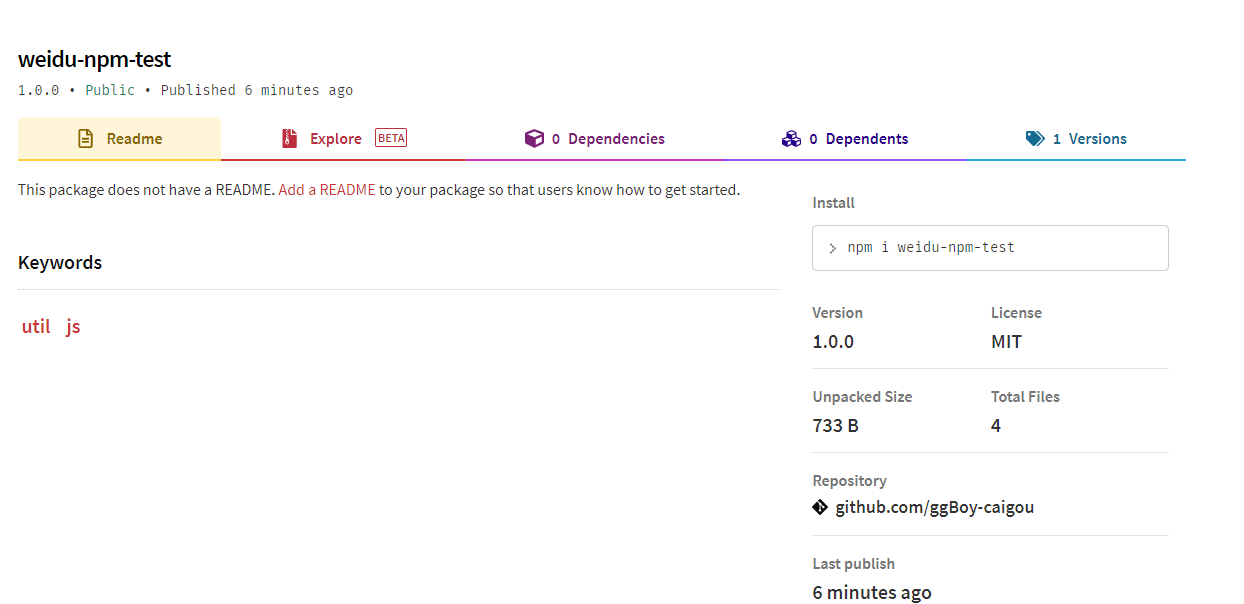 weidu-npm-test
1.0.0 • Public • Published 6 minutes ago
Readme
Explore BETA
0 Dependencies
0 Dependents
1 Versions
This package does not have a README. Add a README to your package so that users know how to get started.
Keywords
util js
Install
> npm i weidu-npm-test
Version License
1.0.0 MIT
Unpacked Size Total Files
733 B 4
Repository
github.com/ggBoy-caigou
Last publish
6 minutes ago